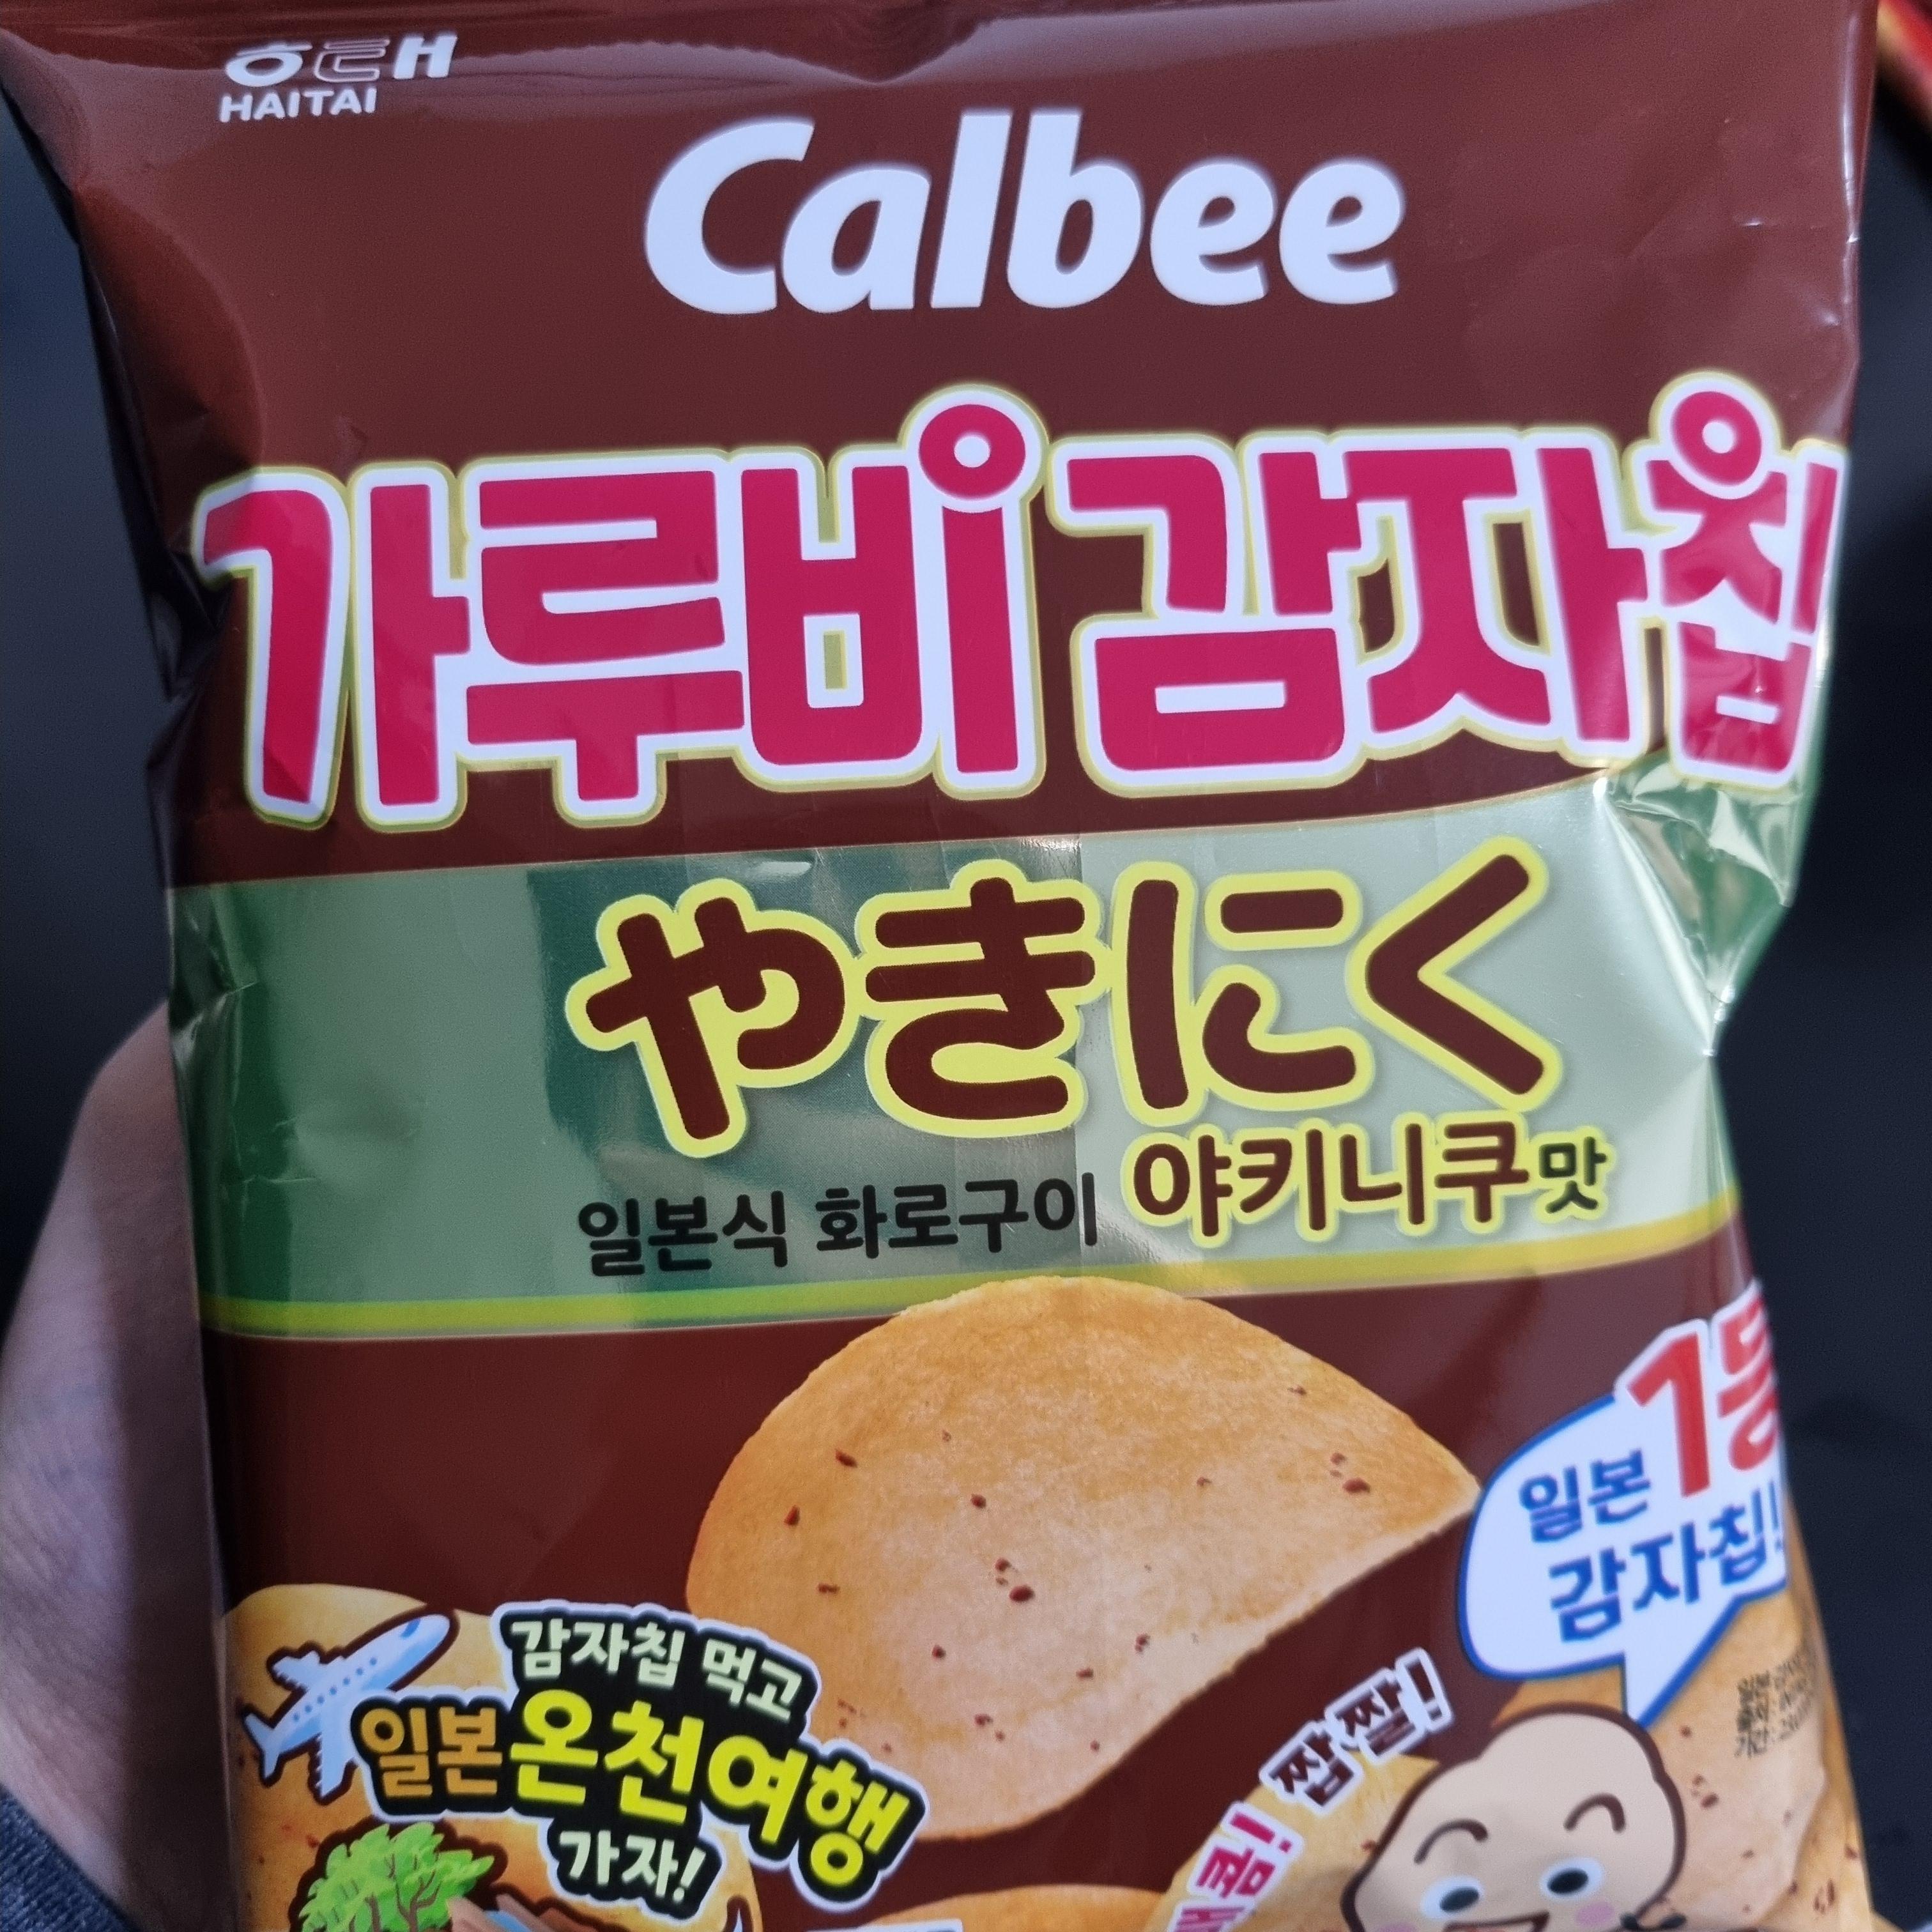 해태
HAITAI
Calbee
가루비 감자칩
やきにく
일본식 화로구이 야키니쿠맛
일본 1등
감자칩!
감자칩 먹고
일본온천여행
가자!
짭짤!